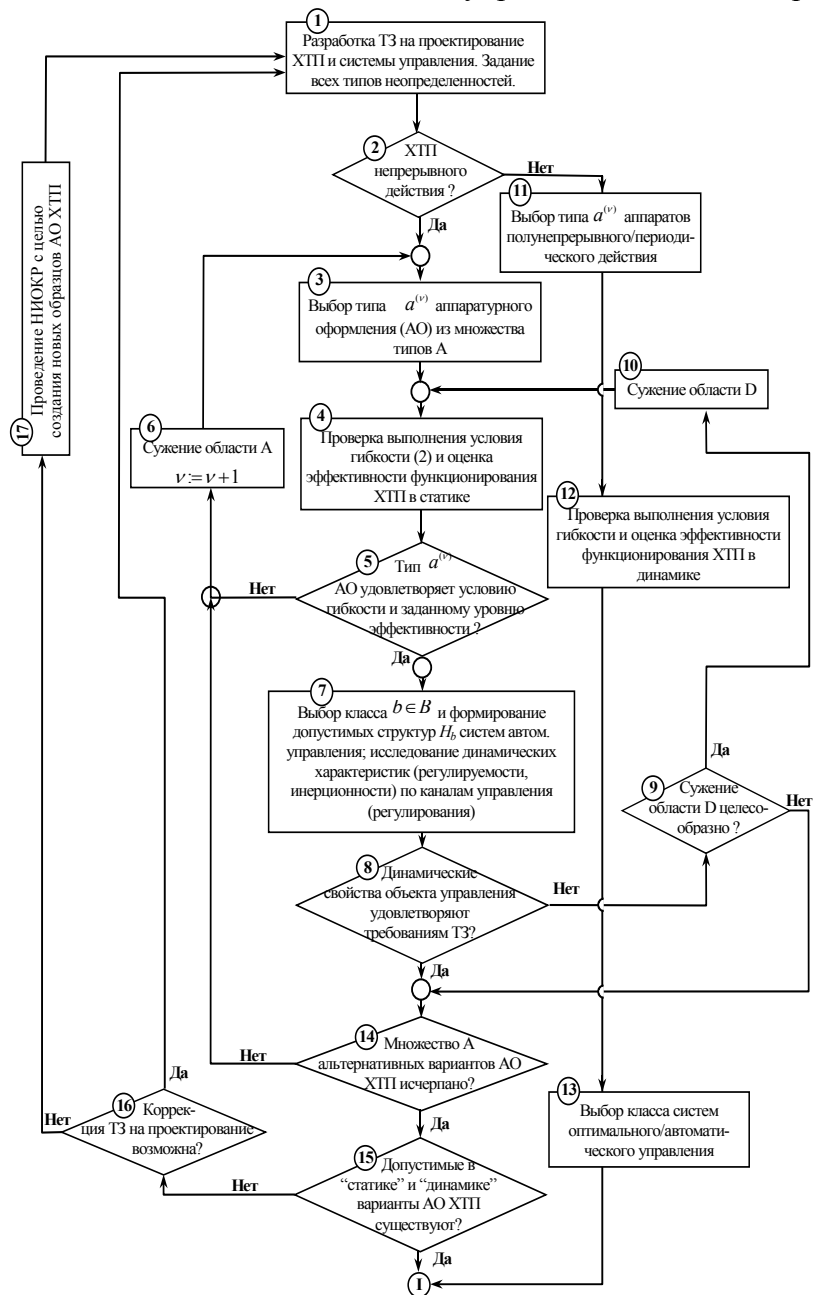 1
Разработка ТЗ на проектирование
ХТП и системы управления. Задание
всех типов неопределенностей.
2
ХТП
непрерывного
действия ?
Нет
Да
11
Выбор типа a^(ν) аппаратов
полунепрерывного/периоди-
ческого действия
3
Выбор типа a^(ν) аппаратурного
оформления (АО) из множества
типов А
10
Сужение области D
17
Проведение НИОКР с целью
создания новых образцов АО ХТП
6
Сужение области А
ν := ν + 1
4
Проверка выполнения условия
гибкости (2) и оценка
эффективности функционирования
ХТП в статике
12
Проверка выполнения условия
гибкости и оценка эффективности
функционирования ХТП в
динамике
5
Тип a^(ν)
АО удовлетворяет условию
гибкости и заданному уровню
эффективности ?
Нет
Да
7
Выбор класса b ∈ B и формирование
допустимых структур H_b систем автом.
управления; исследование динамических
характеристик (регулируемости,
инерционности) по каналам управления
(регулирования)
Да
9
Сужение
области D целесо-
образно ?
Нет
8
Динамические
свойства объекта управления
удовлетворяют
требованиям ТЗ?
Нет
Да
14
Множество А
альтернативных вариантов АО
ХТП исчерпано?
Нет
Да
13
Выбор класса систем
оптимального/автомати-
ческого управления
Да
16
Коррек-
ция ТЗ на проектирование
возможна?
Нет
15
Допустимые в
“статике” и “динамике”
варианты АО ХТП
существуют?
Нет
Да
I